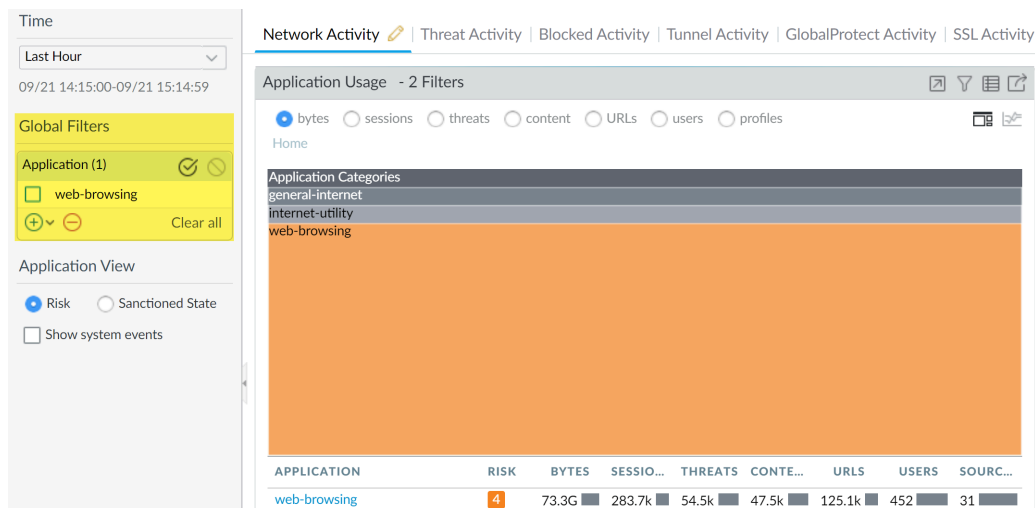 Time
Last Hour
09/21 14:15:00-09/21 15:14:59
Global Filters
Application (1)
web-browsing
Clear all
Application View
Risk Sanctioned State
Show system events
Network Activity Threat Activity Blocked Activity Tunnel Activity GlobalProtect Activity SSL Activity
Application Usage - 2 Filters
bytes sessions threats content URLs users profiles
Home
Application Categories
general-internet
internet-utility
web-browsing
APPLICATION RISK BYTES SESSIO... THREATS CONTE... URLS USERS SOURC...
web-browsing 4 73.3G 283.7k 54.5k 47.5k 125.1k 452 31